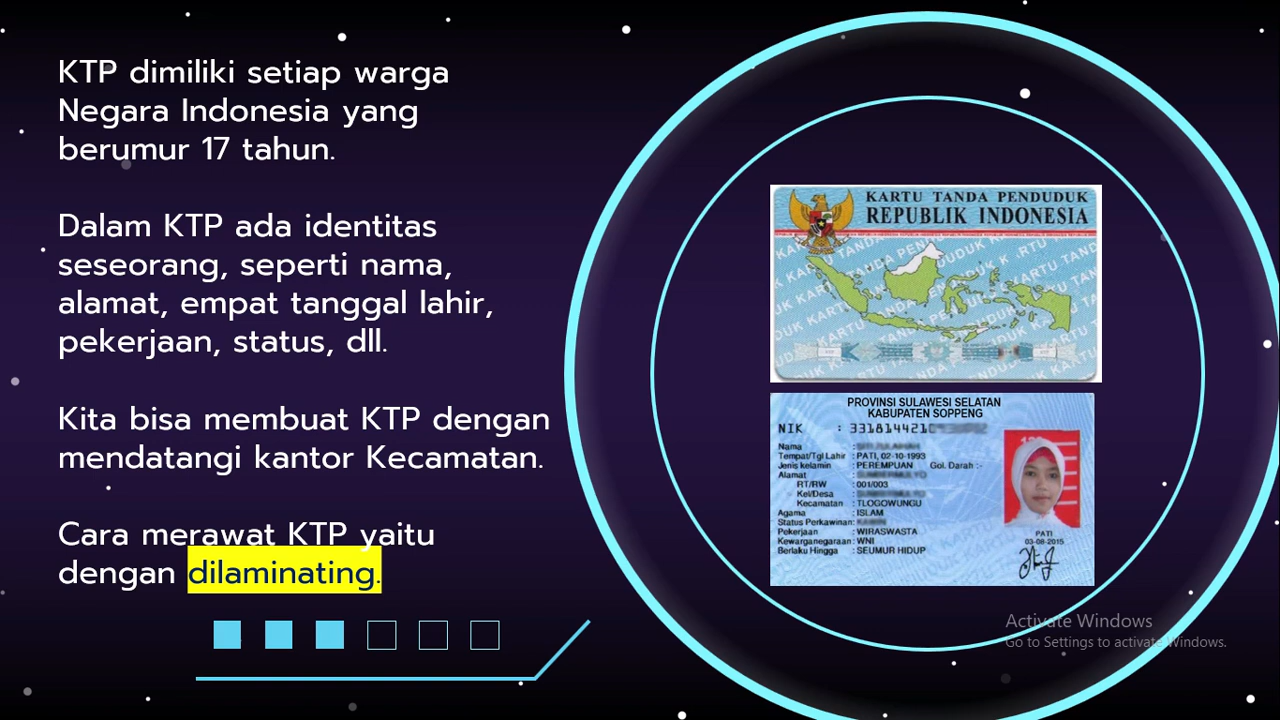 KTP dimiliki setiap warga
Negara Indonesia yang
berumur 17 tahun.
Dalam KTP ada identitas
seseorang, seperti nama,
alamat, empat tanggal lahir,
pekerjaan, status, dll.
Kita bisa membuat KTP dengan
mendatangi kantor Kecamatan.
Cara merawat KTP yaitu
dengan dilaminating.
KARTU TANDA PENDUDUK
REPUBLIK INDONESIA
PROVINSI SULAWESI SELATAN
KABUPATEN SOPPENG
NIK : 3318144210
Nama :
Tempat/Tgl Lahir : PATI, 02-10-1993
Jenis kelamin : PEREMPUAN Gol. Darah :-
Alamat :
RT/RW : 001/003
Kel/Desa :
Kecamatan : TLOGOWUNGU
Agama : ISLAM
Status Perkawinan:
Pekerjaan : WIRASWASTA
Kewarganegaraan: WNI
Berlaku Hingga : SEUMUR HIDUP
PATI
03-08-2015
Activate Windows
Go to Settings to activate Windows.